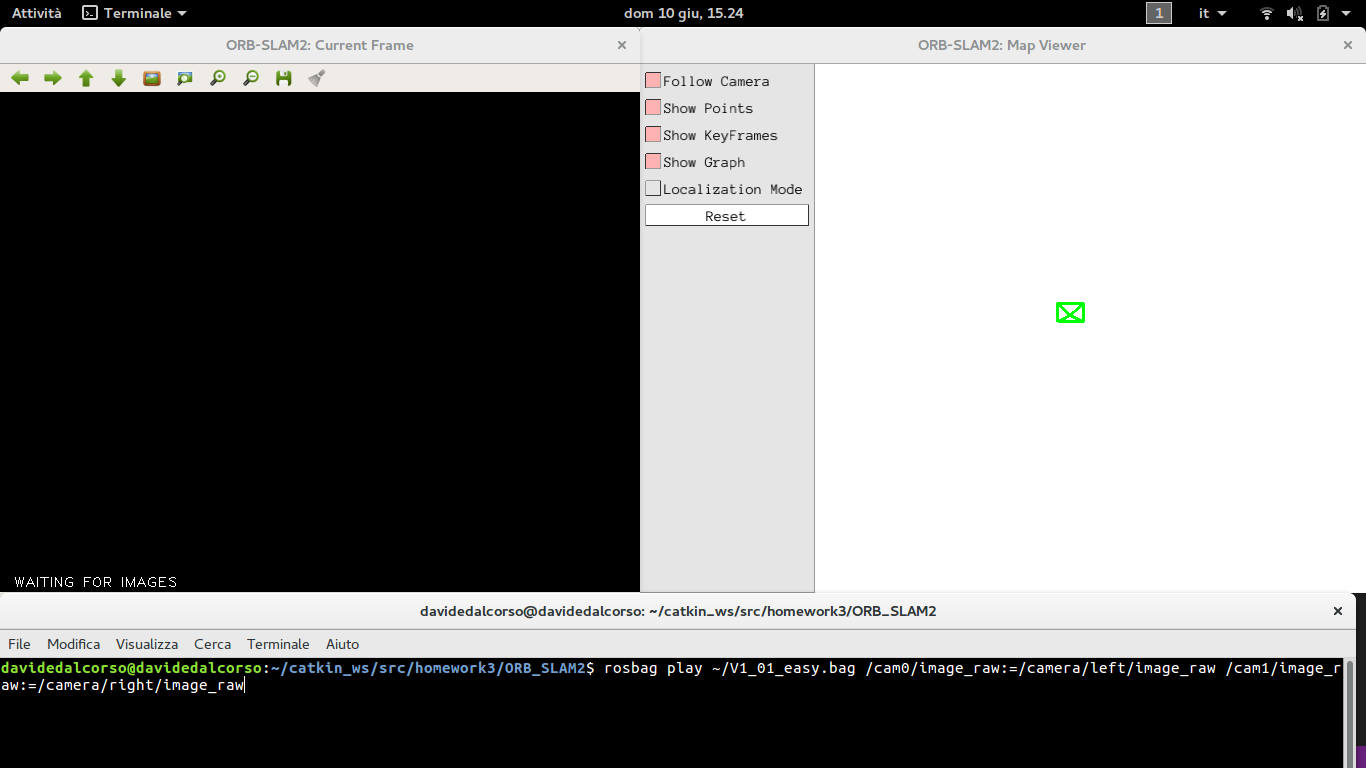 Attività Terminale dom 10 giu, 15.24 1 it
ORB-SLAM2: Current Frame
WAITING FOR IMAGES
ORB-SLAM2: Map Viewer
Follow Camera
Show Points
Show KeyFrames
Show Graph
Localization Mode
Reset
davidedalcorso@davidedalcorso: ~/catkin_ws/src/homework3/ORB_SLAM2
File Modifica Visualizza Cerca Terminale Aiuto
davidedalcorso@davidedalcorso:~/catkin_ws/src/homework3/ORB_SLAM2$ rosbag play ~/V1_01_easy.bag /cam0/image_raw:=/camera/left/image_raw /cam1/image_r
aw:=/camera/right/image_raw